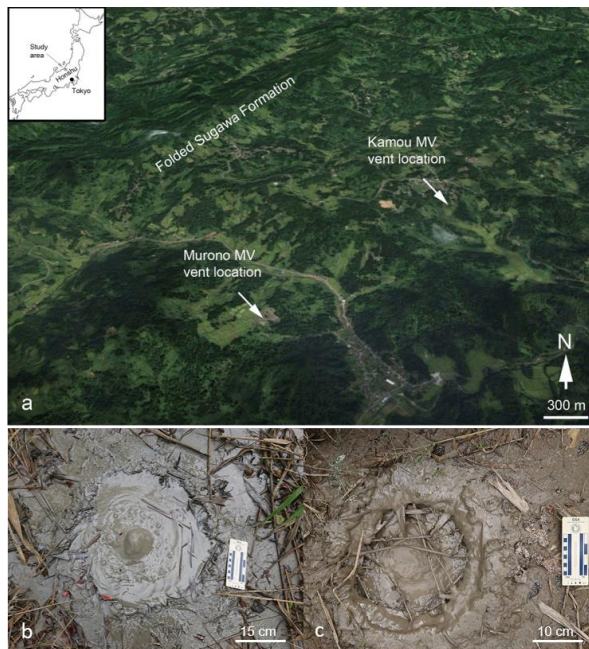 Study
area
Honshu
Tokyo
Folded Sugawa Formation
Kamou MV
vent location
Murono MV
vent location
N
300 m
a
b
15 cm
c
10 cm